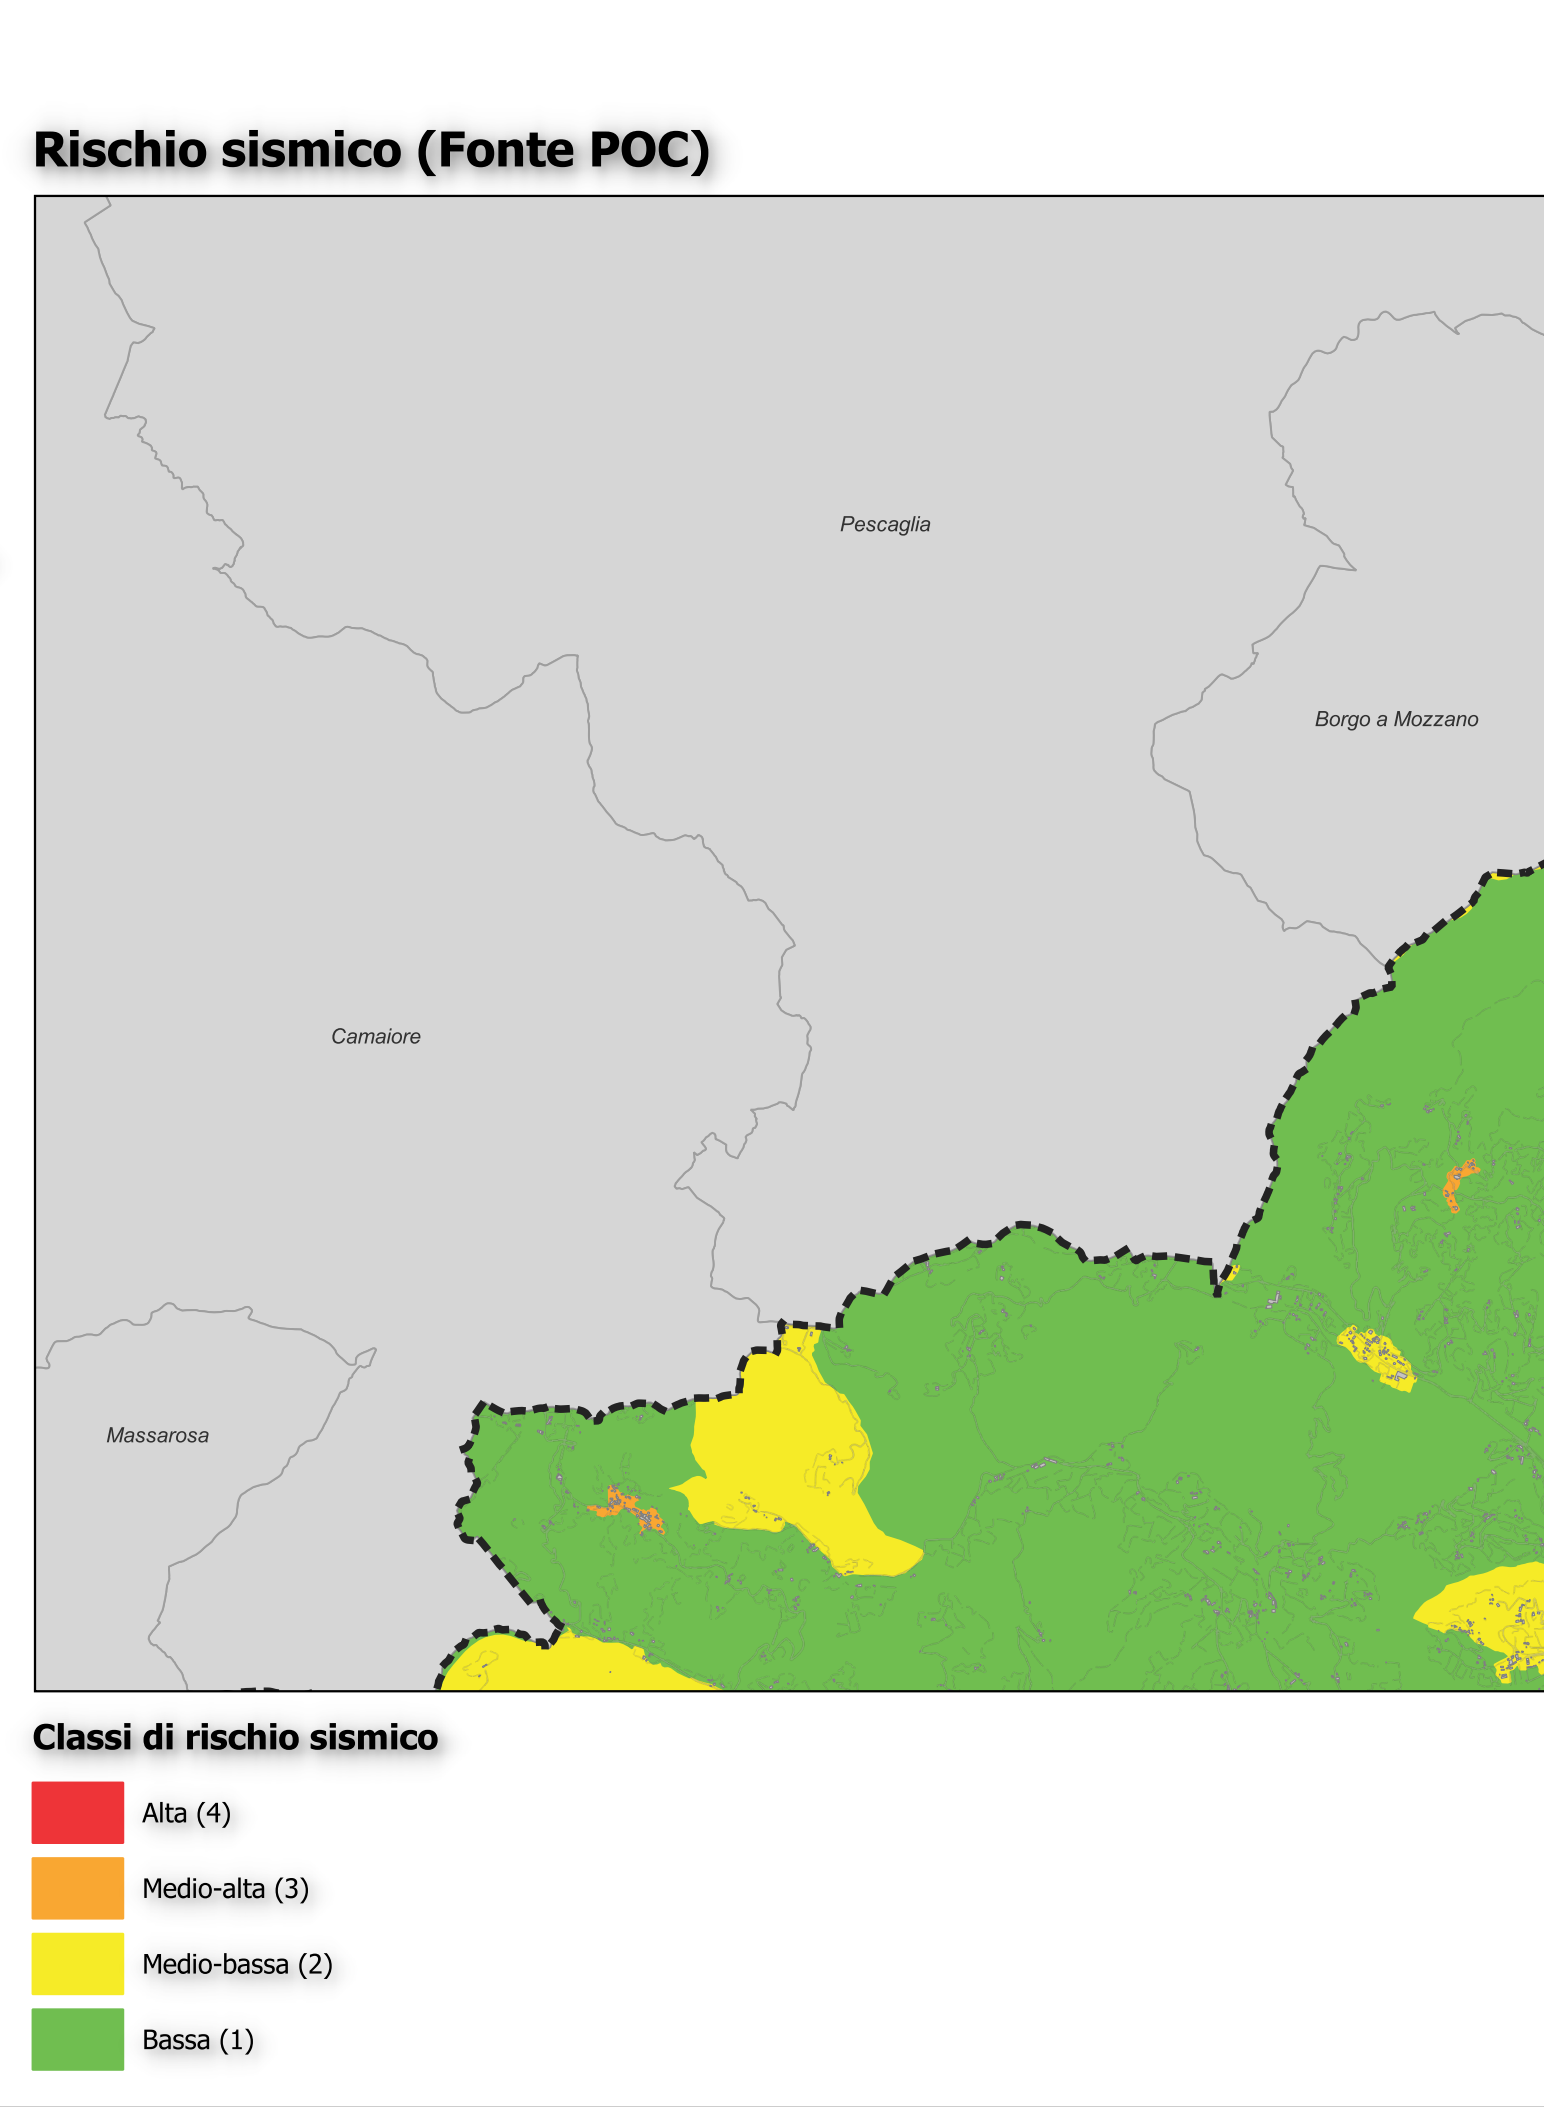 Rischio sismico (Fonte POC)
Pescaglia
Borgo a Mozzano
Camaiore
Massarosa
Classi di rischio sismico
Alta (4)
Medio-alta (3)
Medio-bassa (2)
Bassa (1)